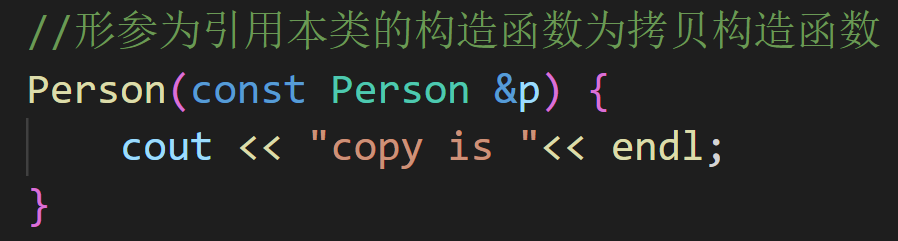 //形参为引用本类的构造函数为拷贝构造函数
Person(const Person &p) {
    cout << "copy is "<< endl;
}